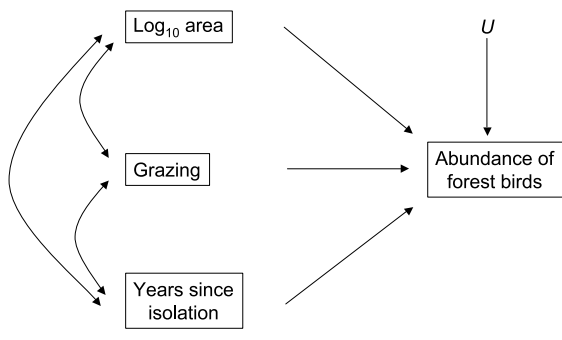 Log₁₀ area
U
Grazing
Abundance of
forest birds
Years since
isolation